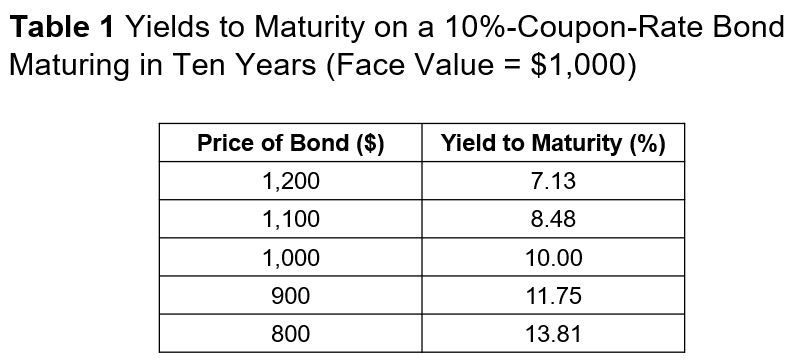 Table 1 Yields to Maturity on a 10%-Coupon-Rate Bond
Maturing in Ten Years (Face Value = $1,000)
Price of Bond ($) Yield to Maturity (%)
1,200 7.13
1,100 8.48
1,000 10.00
900 11.75
800 13.81